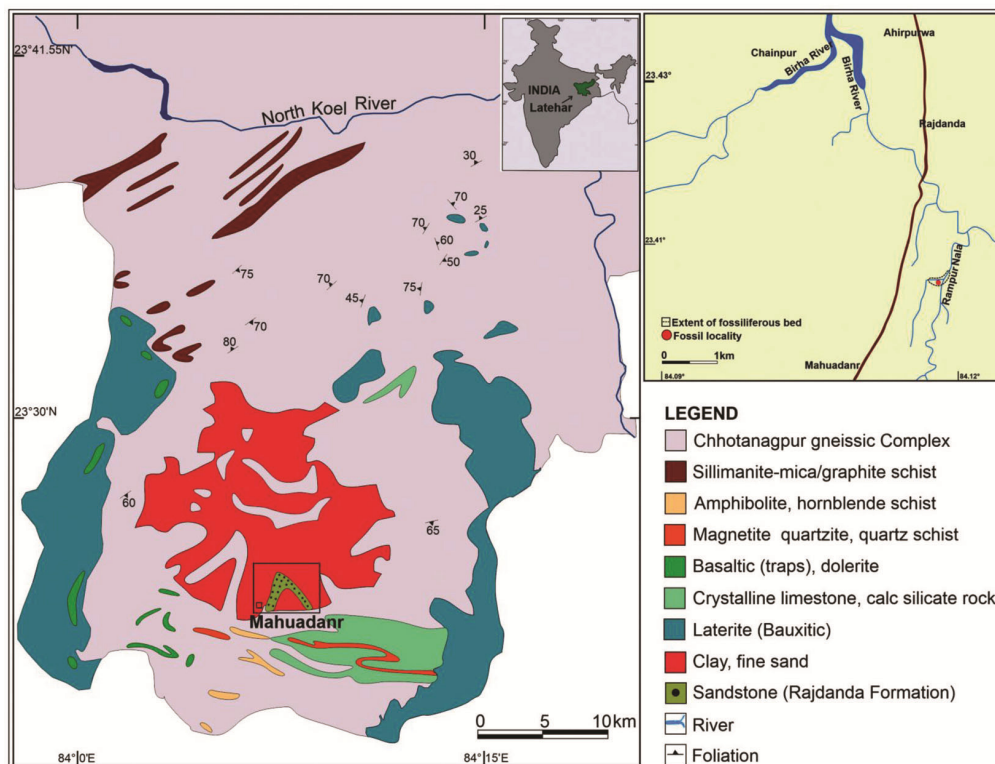 23°41.55'N
North Koel River
30
70
25
70
60
50
75
70
45
75
70
80
23°30'N
60
65
Mahuadanr
0 5 10km
84°0'E
84°15'E
INDIA
Latehar
Ahirpurwa
Chainpur
Birha River
Birha River
23.43°
Rajdanda
23.41°
Rampur Nala
Extent of fossiliferous bed
Fossil locality
0 1km
Mahuadanr
84.09°
84.12°
LEGEND
Chhotanagpur gneissic Complex
Sillimanite-mica/graphite schist
Amphibolite, hornblende schist
Magnetite quartzite, quartz schist
Basaltic (traps), dolerite
Crystalline limestone, calc silicate rock
Laterite (Bauxitic)
Clay, fine sand
Sandstone (Rajdanda Formation)
River
Foliation